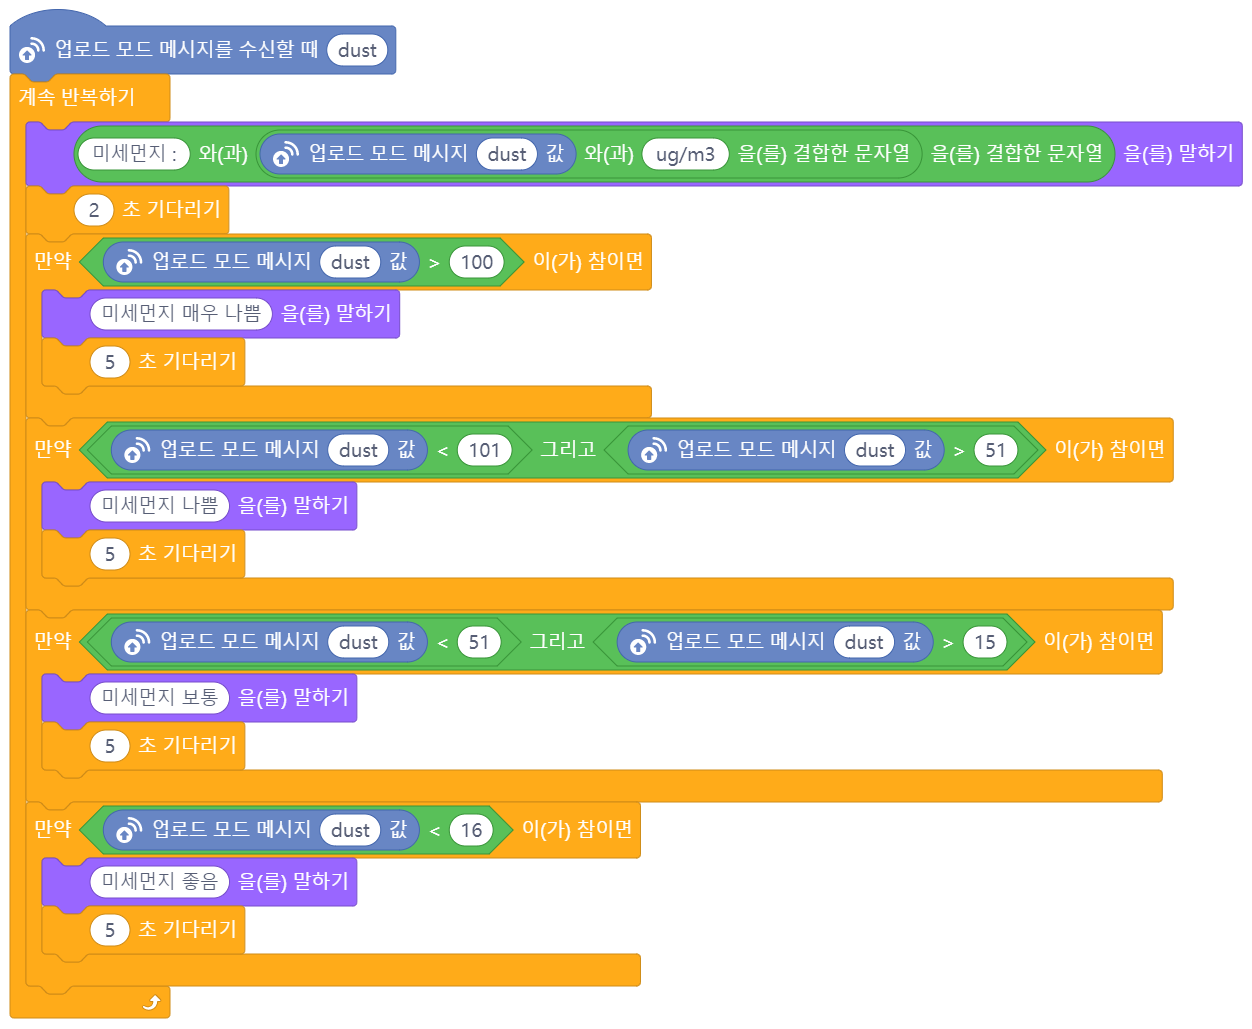 업로드 모드 메시지를 수신할 때 dust
계속 반복하기
미세먼지 : 와(과) 업로드 모드 메시지 dust 값 와(과) ug/m3 을(를) 결합한 문자열 을(를) 결합한 문자열 을(를) 말하기
2 초 기다리기
만약 업로드 모드 메시지 dust 값 > 100 이(가) 참이면
미세먼지 매우 나쁨 을(를) 말하기
5 초 기다리기
만약 업로드 모드 메시지 dust 값 < 101 그리고 업로드 모드 메시지 dust 값 > 51 이(가) 참이면
미세먼지 나쁨 을(를) 말하기
5 초 기다리기
만약 업로드 모드 메시지 dust 값 < 51 그리고 업로드 모드 메시지 dust 값 > 15 이(가) 참이면
미세먼지 보통 을(를) 말하기
5 초 기다리기
만약 업로드 모드 메시지 dust 값 < 16 이(가) 참이면
미세먼지 좋음 을(를) 말하기
5 초 기다리기